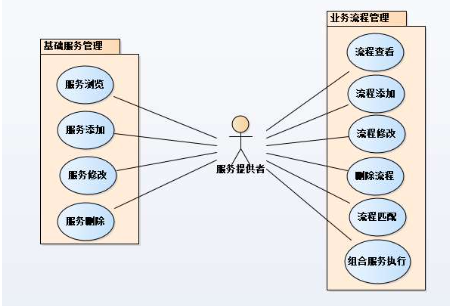 基础服务管理
服务浏览
服务添加
服务修改
服务删除
服务提供者
业务流程管理
流程查看
流程添加
流程修改
删除流程
流程匹配
组合服务执行